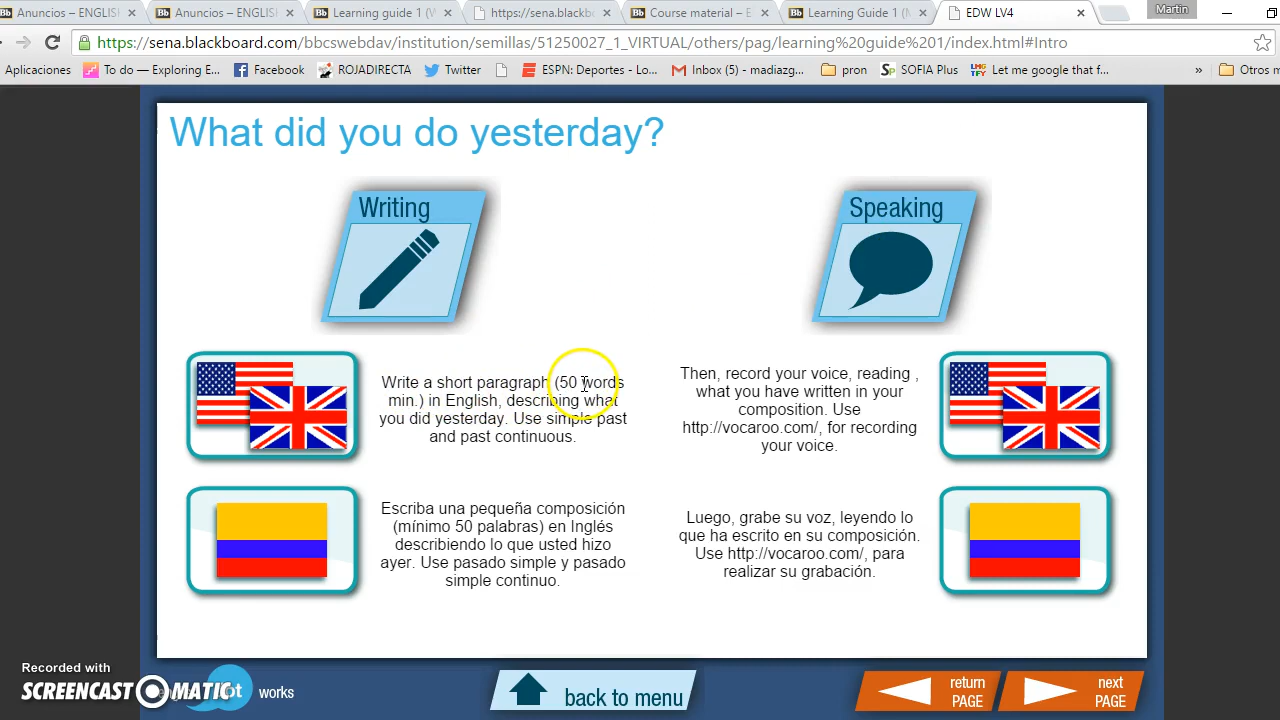 Anuncios – ENGLISH
Anuncios – ENGLISH
Learning guide 1 (V
https://sena.blackbo
Course material – E
Learning Guide 1 (M
EDW LV4
Martin
https://sena.blackboard.com/bbcswebdav/institution/semillas/51250027_1_VIRTUAL/others/pag/learning%20guide%201/index.html#Intro
Aplicaciones
To do — Exploring E...
Facebook
ROJADIRECTA
Twitter
ESPN: Deportes - Lo...
Inbox (5) - madiazg...
pron
SOFIA Plus
LMG TFY
Let me google that f...
»
Otros m
What did you do yesterday?
Writing
Speaking
Write a short paragraph (50 words
min.) in English, describing what
you did yesterday. Use simple past
and past continuous.
Then, record your voice, reading ,
what you have written in your
composition. Use
http://vocaroo.com/, for recording
your voice.
Escriba una pequeña composición
(mínimo 50 palabras) en Inglés
describiendo lo que usted hizo
ayer. Use pasado simple y pasado
simple continuo.
Luego, grabe su voz, leyendo lo
que ha escrito en su composición.
Use http://vocaroo.com/, para
realizar su grabación.
Recorded with
SCREENCAST-O-MATIC
works
back to menu
return
PAGE
next
PAGE